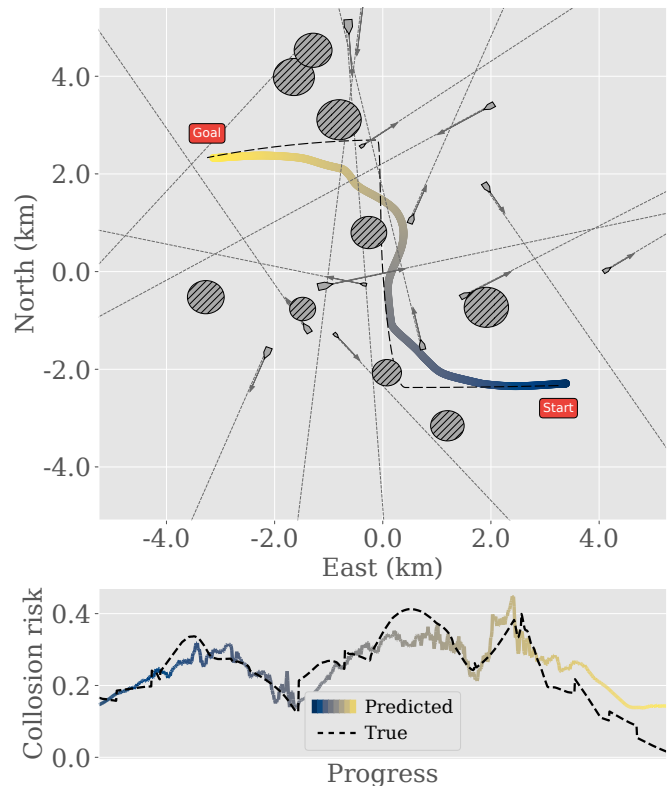 4.0
2.0
0.0
-2.0
-4.0
North (km)
Goal
Start
-4.0
-2.0
0.0
2.0
4.0
East (km)
0.4
0.2
0.0
Collosion risk
Predicted
True
Progress